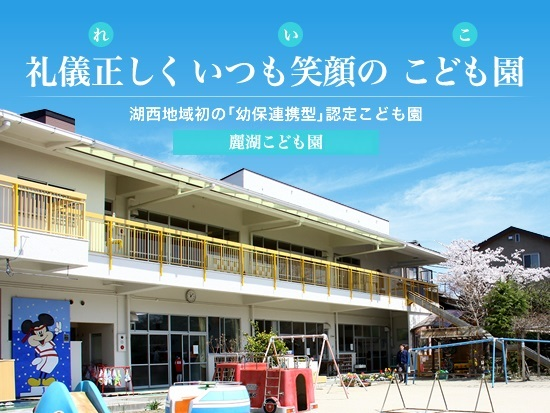 れ い こ
礼儀正しく いつも笑顔の こども園
湖西地域初の「幼保連携型」認定こども園
麗湖こども園